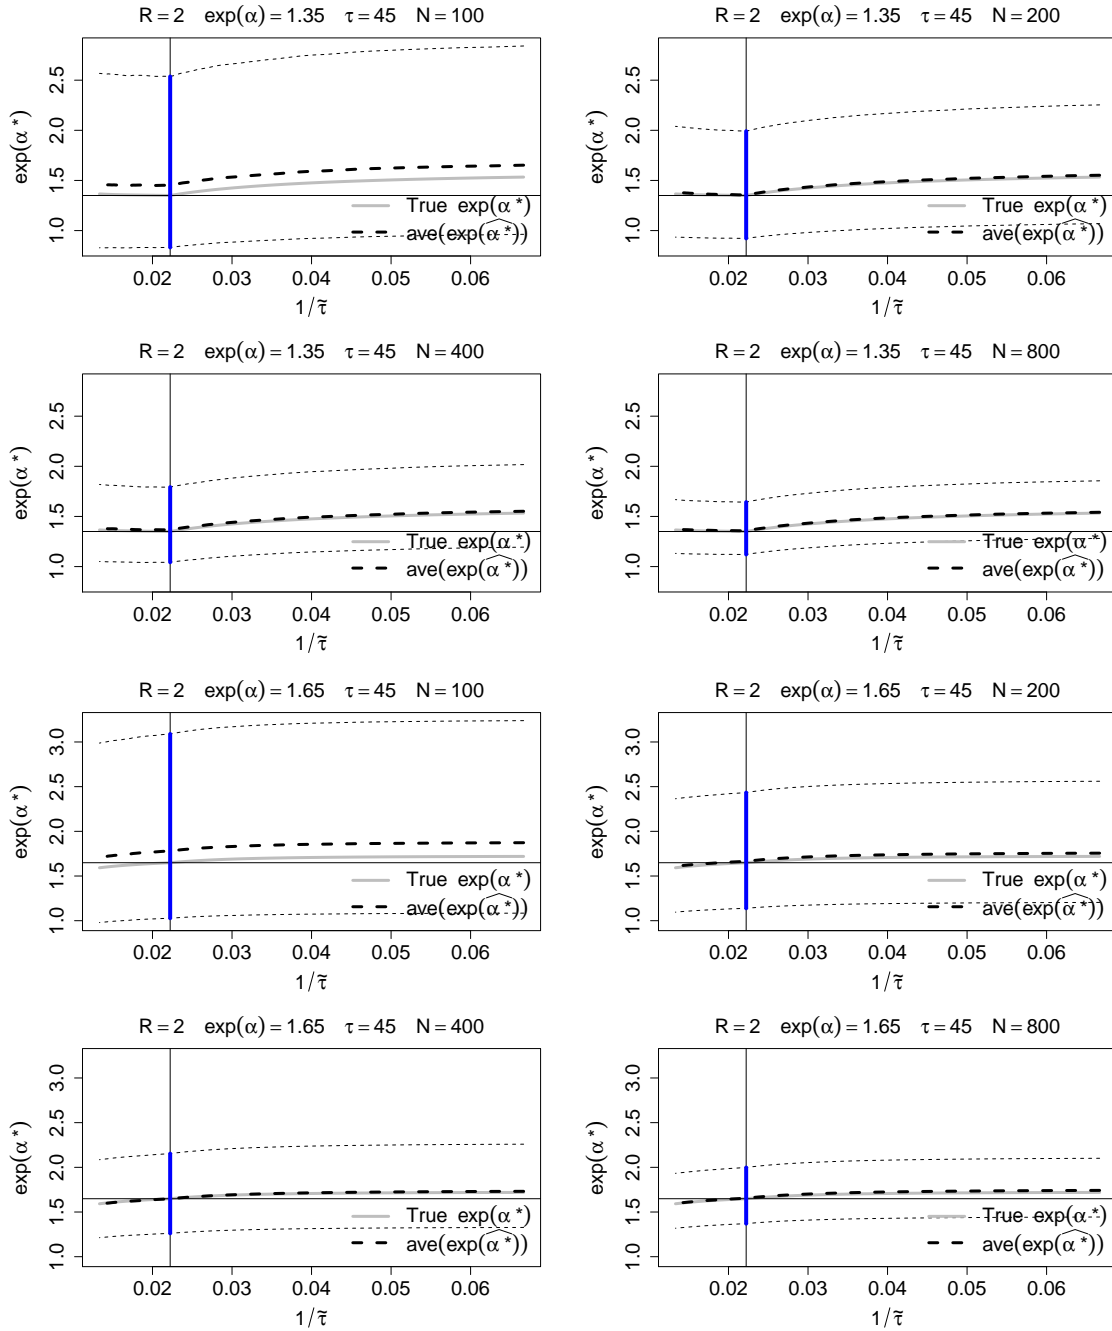 R = 2 exp(α) = 1.35 τ = 45 N = 100
exp(α*)
2.5
2.0
1.5
1.0
True exp(α*)
ave(exp(α̂*))
0.02 0.03 0.04 0.05 0.06
1/τ̃
R = 2 exp(α) = 1.35 τ = 45 N = 200
exp(α*)
2.5
2.0
1.5
1.0
True exp(α*)
ave(exp(α̂*))
0.02 0.03 0.04 0.05 0.06
1/τ̃
R = 2 exp(α) = 1.35 τ = 45 N = 400
exp(α*)
2.5
2.0
1.5
1.0
True exp(α*)
ave(exp(α̂*))
0.02 0.03 0.04 0.05 0.06
1/τ̃
R = 2 exp(α) = 1.35 τ = 45 N = 800
exp(α*)
2.5
2.0
1.5
1.0
True exp(α*)
ave(exp(α̂*))
0.02 0.03 0.04 0.05 0.06
1/τ̃
R = 2 exp(α) = 1.65 τ = 45 N = 100
exp(α*)
3.0
2.5
2.0
1.5
1.0
True exp(α*)
ave(exp(α̂*))
0.02 0.03 0.04 0.05 0.06
1/τ̃
R = 2 exp(α) = 1.65 τ = 45 N = 200
exp(α*)
3.0
2.5
2.0
1.5
1.0
True exp(α*)
ave(exp(α̂*))
0.02 0.03 0.04 0.05 0.06
1/τ̃
R = 2 exp(α) = 1.65 τ = 45 N = 400
exp(α*)
3.0
2.5
2.0
1.5
1.0
True exp(α*)
ave(exp(α̂*))
0.02 0.03 0.04 0.05 0.06
1/τ̃
R = 2 exp(α) = 1.65 τ = 45 N = 800
exp(α*)
3.0
2.5
2.0
1.5
1.0
True exp(α*)
ave(exp(α̂*))
0.02 0.03 0.04 0.05 0.06
1/τ̃